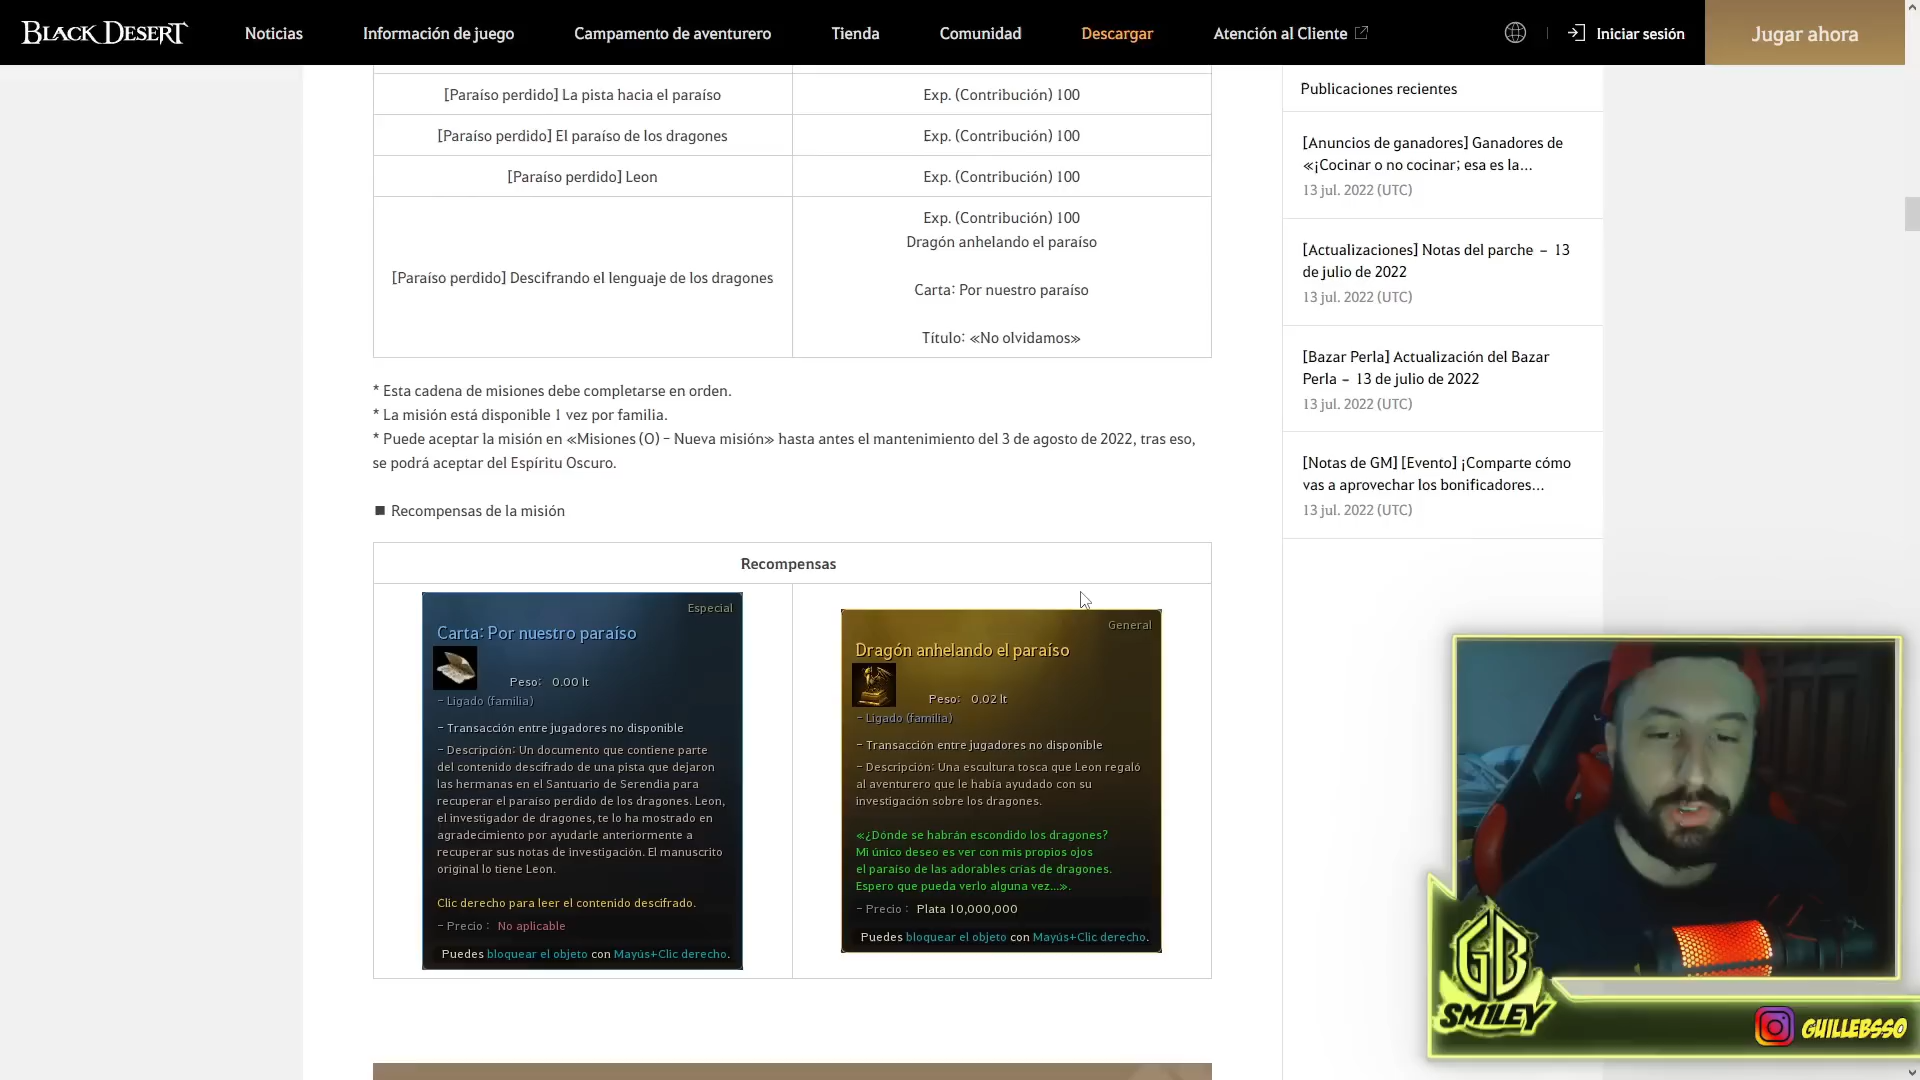 BLACK DESERT
Noticias
Información de juego
Campamento de aventurero
Tienda
Comunidad
Descargar
Atención al Cliente
Iniciar sesión
Jugar ahora
[Paraíso perdido] La pista hacia el paraíso
Exp. (Contribución) 100
[Paraíso perdido] El paraíso de los dragones
Exp. (Contribución) 100
[Paraíso perdido] Leon
Exp. (Contribución) 100
[Paraíso perdido] Descifrando el lenguaje de los dragones
Exp. (Contribución) 100
Dragón anhelando el paraíso
Carta: Por nuestro paraíso
Título: «No olvidamos»
* Esta cadena de misiones debe completarse en orden.
* La misión está disponible 1 vez por familia.
* Puede aceptar la misión en «Misiones (O) – Nueva misión» hasta antes el mantenimiento del 3 de agosto de 2022, tras eso,
se podrá aceptar del Espíritu Oscuro.
■ Recompensas de la misión
Recompensas
Especial
Carta: Por nuestro paraíso
Peso: 0.00 lt
- Ligado (familia)
- Transacción entre jugadores no disponible
- Descripción: Un documento que contiene parte
del contenido descifrado de una pista que dejaron
las hermanas en el Santuario de Serendia para
recuperar el paraíso perdido de los dragones. Leon,
el investigador de dragones, te lo ha mostrado en
agradecimiento por ayudarle anteriormente a
recuperar sus notas de investigación. El manuscrito
original lo tiene Leon.
Clic derecho para leer el contenido descifrado.
- Precio : No aplicable
Puedes bloquear el objeto con Mayús+Clic derecho.
General
Dragón anhelando el paraíso
Peso: 0.02 lt
- Ligado (familia)
- Transacción entre jugadores no disponible
- Descripción: Una escultura tosca que Leon regaló
al aventurero que le había ayudado con su
investigación sobre los dragones.
«¿Dónde se habrán escondido los dragones?
Mi único deseo es ver con mis propios ojos
el paraíso de las adorables crías de dragones.
Espero que pueda verlo alguna vez...».
- Precio : Plata 10,000,000
Puedes bloquear el objeto con Mayús+Clic derecho.
Publicaciones recientes
[Anuncios de ganadores] Ganadores de
«¡Cocinar o no cocinar; esa es la...
13 jul. 2022 (UTC)
[Actualizaciones] Notas del parche – 13
de julio de 2022
13 jul. 2022 (UTC)
[Bazar Perla] Actualización del Bazar
Perla – 13 de julio de 2022
13 jul. 2022 (UTC)
[Notas de GM] [Evento] ¡Comparte cómo
vas a aprovechar los bonificadores...
13 jul. 2022 (UTC)
GB
SM1LEY
GUILLEBSSO